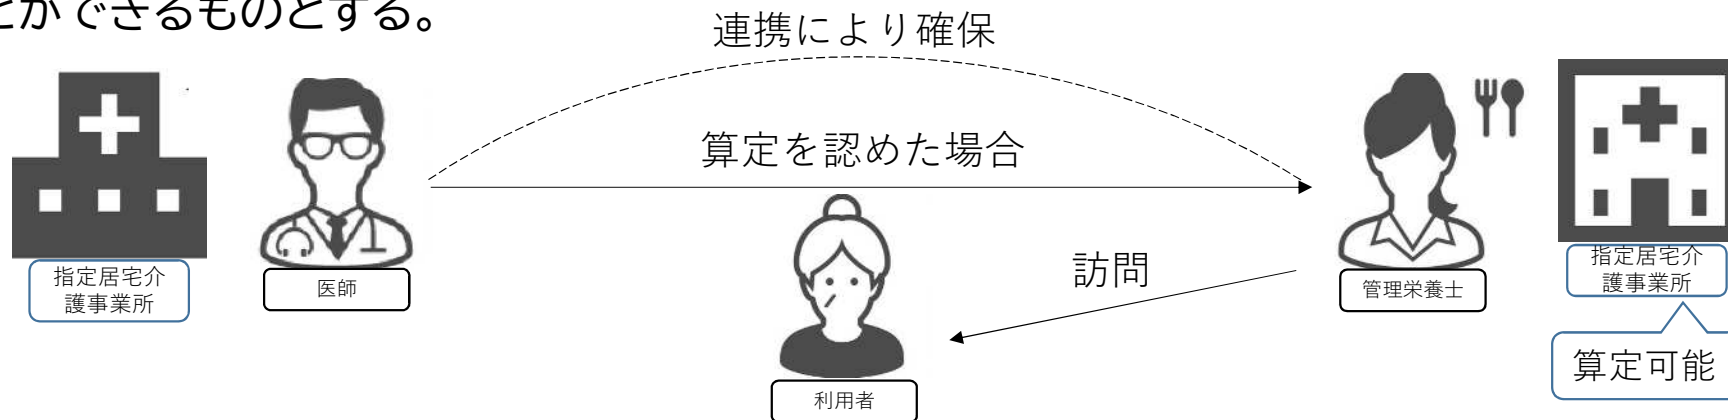 とができるものとする。
連携により確保
算定を認めた場合
指定居宅介
護事業所
医師
訪問
管理栄養士
指定居宅介
護事業所
利用者
算定可能